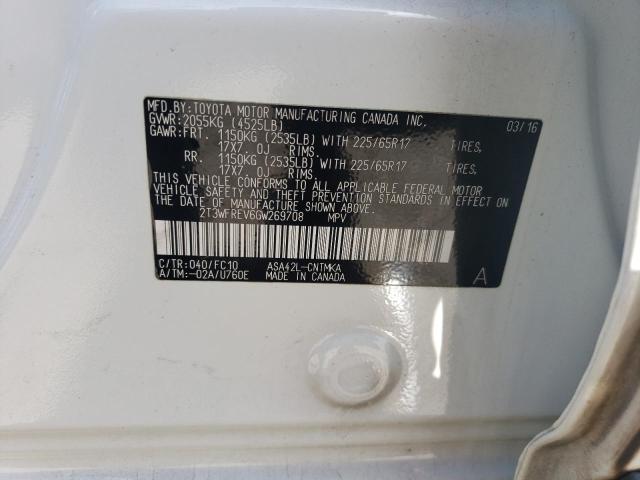 MFD.BY:TOYOTA MOTOR MANUFACTURING CANADA INC. 03/16
GVWR:2055KG (4525LB)
GAWR:FRT. 1150KG (2535LB) WITH 225/65R17 TIRES,
17X7.0J RIMS.
RR. 1150KG (2535LB) WITH 225/65R17 TIRES,
17X7.0J RIMS.
THIS VEHICLE CONFORMS TO ALL APPLICABLE FEDERAL MOTOR
VEHICLE SAFETY AND THEFT PREVENTION STANDARDS IN EFFECT ON
THE DATE OF MANUFACTURE SHOWN ABOVE.
2T3WFREV6GW269708 MPV
C/TR:040/FC10 ASA42L-CNTMKA
A/TM:-02A/U760E MADE IN CANADA
A